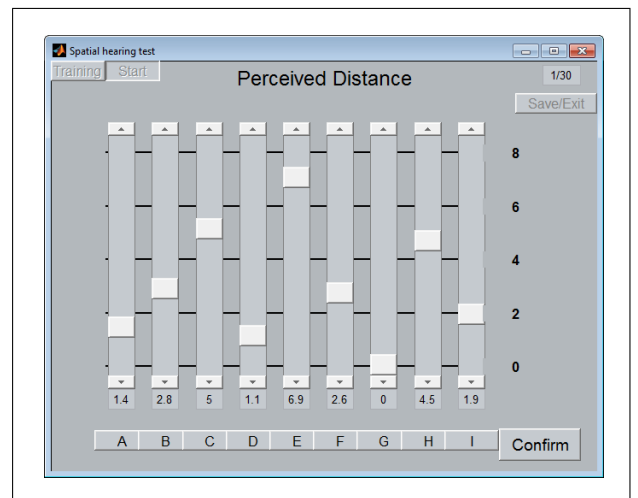 Spatial hearing test
Training Start
Perceived Distance
1/30
Save/Exit
8
6
4
2
0
1.4 2.8 5 1.1 6.9 2.6 0 4.5 1.9
A B C D E F G H I
Confirm